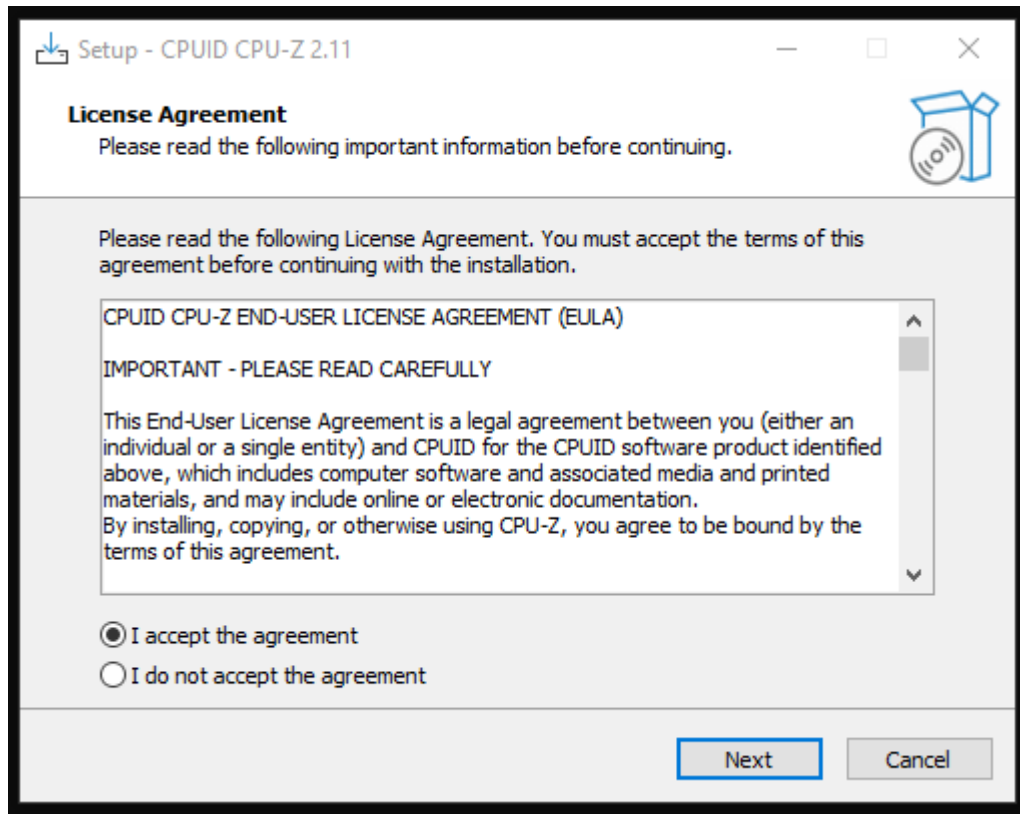 Setup - CPUID CPU-Z 2.11
License Agreement
Please read the following important information before continuing.
Please read the following License Agreement. You must accept the terms of this
agreement before continuing with the installation.
CPUID CPU-Z END-USER LICENSE AGREEMENT (EULA)
IMPORTANT - PLEASE READ CAREFULLY
This End-User License Agreement is a legal agreement between you (either an
individual or a single entity) and CPUID for the CPUID software product identified
above, which includes computer software and associated media and printed
materials, and may include online or electronic documentation.
By installing, copying, or otherwise using CPU-Z, you agree to be bound by the
terms of this agreement.
I accept the agreement
I do not accept the agreement
Next
Cancel